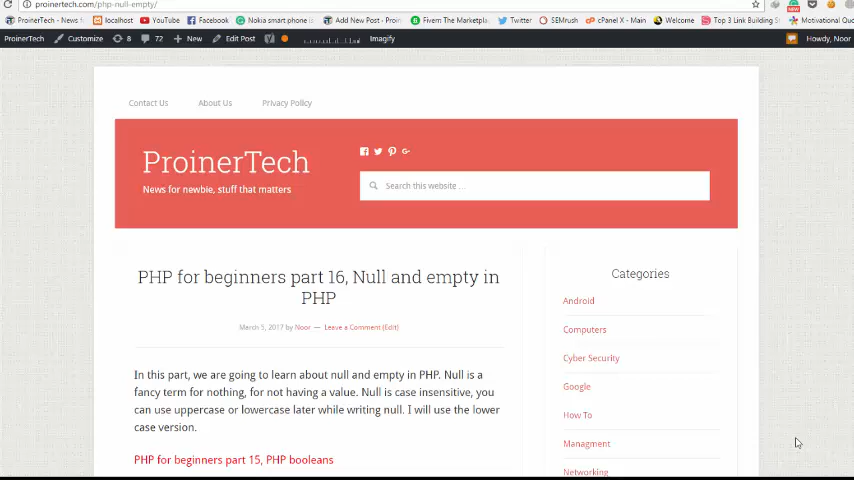 proinertech.com/php-null-empty/
ProinerTech - News f
localhost
YouTube
Facebook
Nokia smart phone is
Add New Post - Proin
Fiverr The Marketpla
Twitter
SEMrush
cPanel X - Main
Welcome
Top 3 Link Building St
Motivational Quo
ProinerTech
Customize
8
72
New
Edit Post
Imagify
Howdy, Noor
Contact Us
About Us
Privacy Policy
ProinerTech
News for newbie, stuff that matters
Search this website …
PHP for beginners part 16, Null and empty in
PHP
March 5, 2017 by Noor — Leave a Comment (Edit)
In this part, we are going to learn about null and empty in PHP. Null is a
fancy term for nothing, for not having a value. Null is case insensitive, you
can use uppercase or lowercase later while writing null. I will use the lower
case version.
PHP for beginners part 15, PHP booleans
Categories
Android
Computers
Cyber Security
Google
How To
Managment
Networking